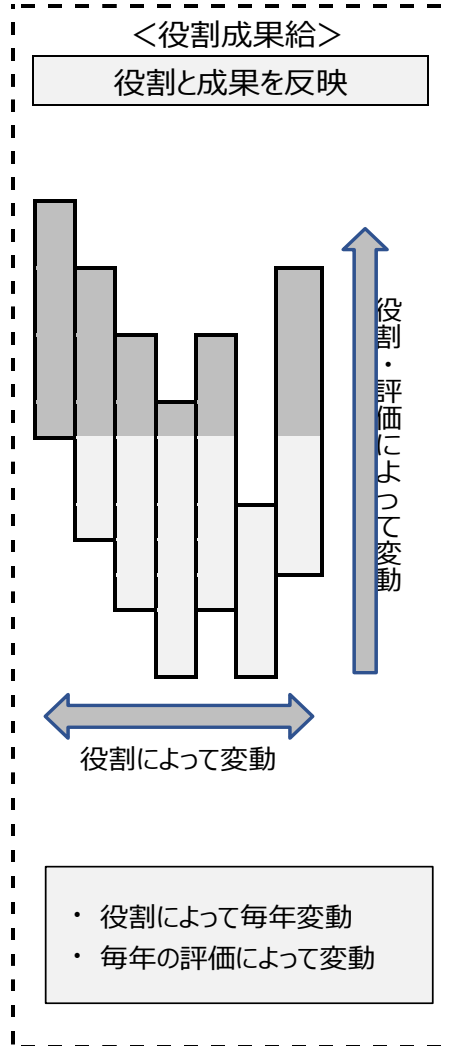 ＜役割成果給＞
役割と成果を反映
役割・評価によって変動
役割によって変動
・ 役割によって毎年変動
・ 毎年の評価によって変動